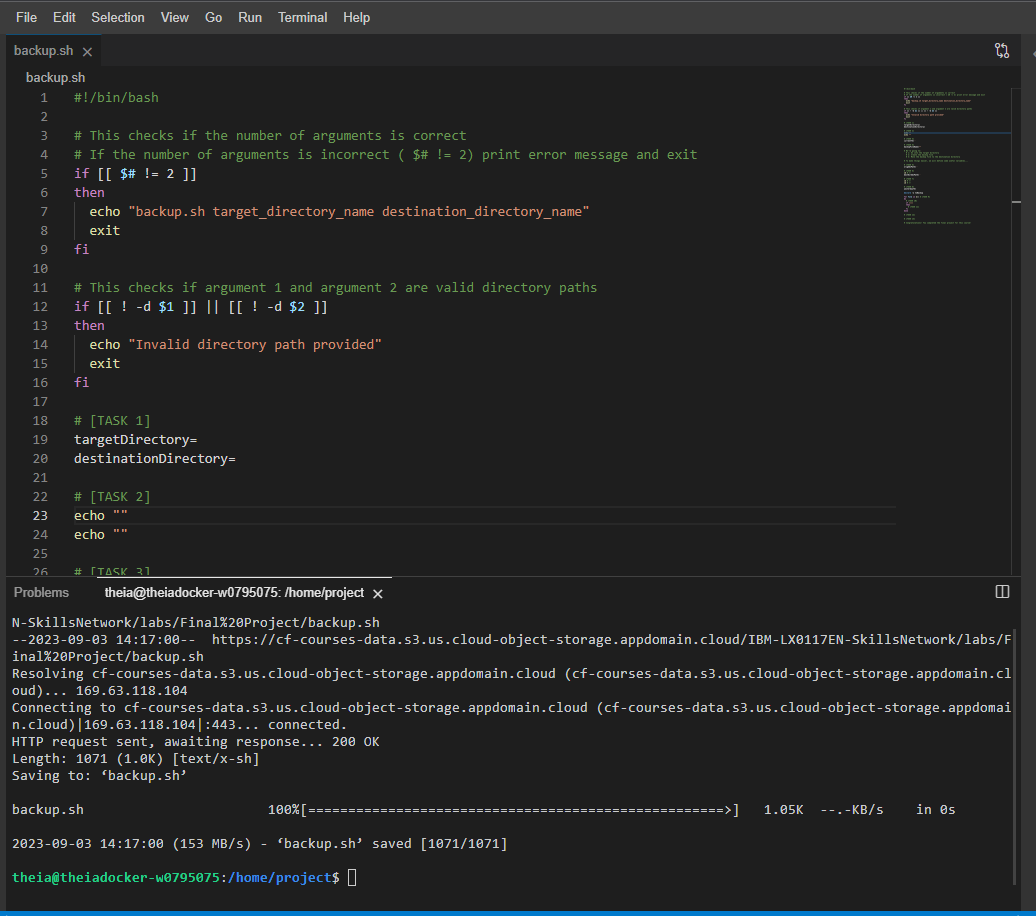 File Edit Selection View Go Run Terminal Help
backup.sh
backup.sh
1 #!/bin/bash
2
3 # This checks if the number of arguments is correct
4 # If the number of arguments is incorrect ( $# != 2) print error message and exit
5 if [[ $# != 2 ]]
6 then
7 echo "backup.sh target_directory_name destination_directory_name"
8 exit
9 fi
10
11 # This checks if argument 1 and argument 2 are valid directory paths
12 if [[ ! -d $1 ]] || [[ ! -d $2 ]]
13 then
14 echo "Invalid directory path provided"
15 exit
16 fi
17
18 # [TASK 1]
19 targetDirectory=
20 destinationDirectory=
21
22 # [TASK 2]
23 echo ""
24 echo ""
25
26 # [TASK 3]
Problems theia@theiadocker-w0795075: /home/project
N-SkillsNetwork/labs/Final%20Project/backup.sh
--2023-09-03 14:17:00-- https://cf-courses-data.s3.us.cloud-object-storage.appdomain.cloud/IBM-LX0117EN-SkillsNetwork/labs/F
inal%20Project/backup.sh
Resolving cf-courses-data.s3.us.cloud-object-storage.appdomain.cloud (cf-courses-data.s3.us.cloud-object-storage.appdomain.cl
oud)... 169.63.118.104
Connecting to cf-courses-data.s3.us.cloud-object-storage.appdomain.cloud (cf-courses-data.s3.us.cloud-object-storage.appdomai
n.cloud)|169.63.118.104|:443... connected.
HTTP request sent, awaiting response... 200 OK
Length: 1071 (1.0K) [text/x-sh]
Saving to: ‘backup.sh’
backup.sh 100%[====================================================>] 1.05K --.-KB/s in 0s
2023-09-03 14:17:00 (153 MB/s) - ‘backup.sh’ saved [1071/1071]
theia@theiadocker-w0795075:/home/project$